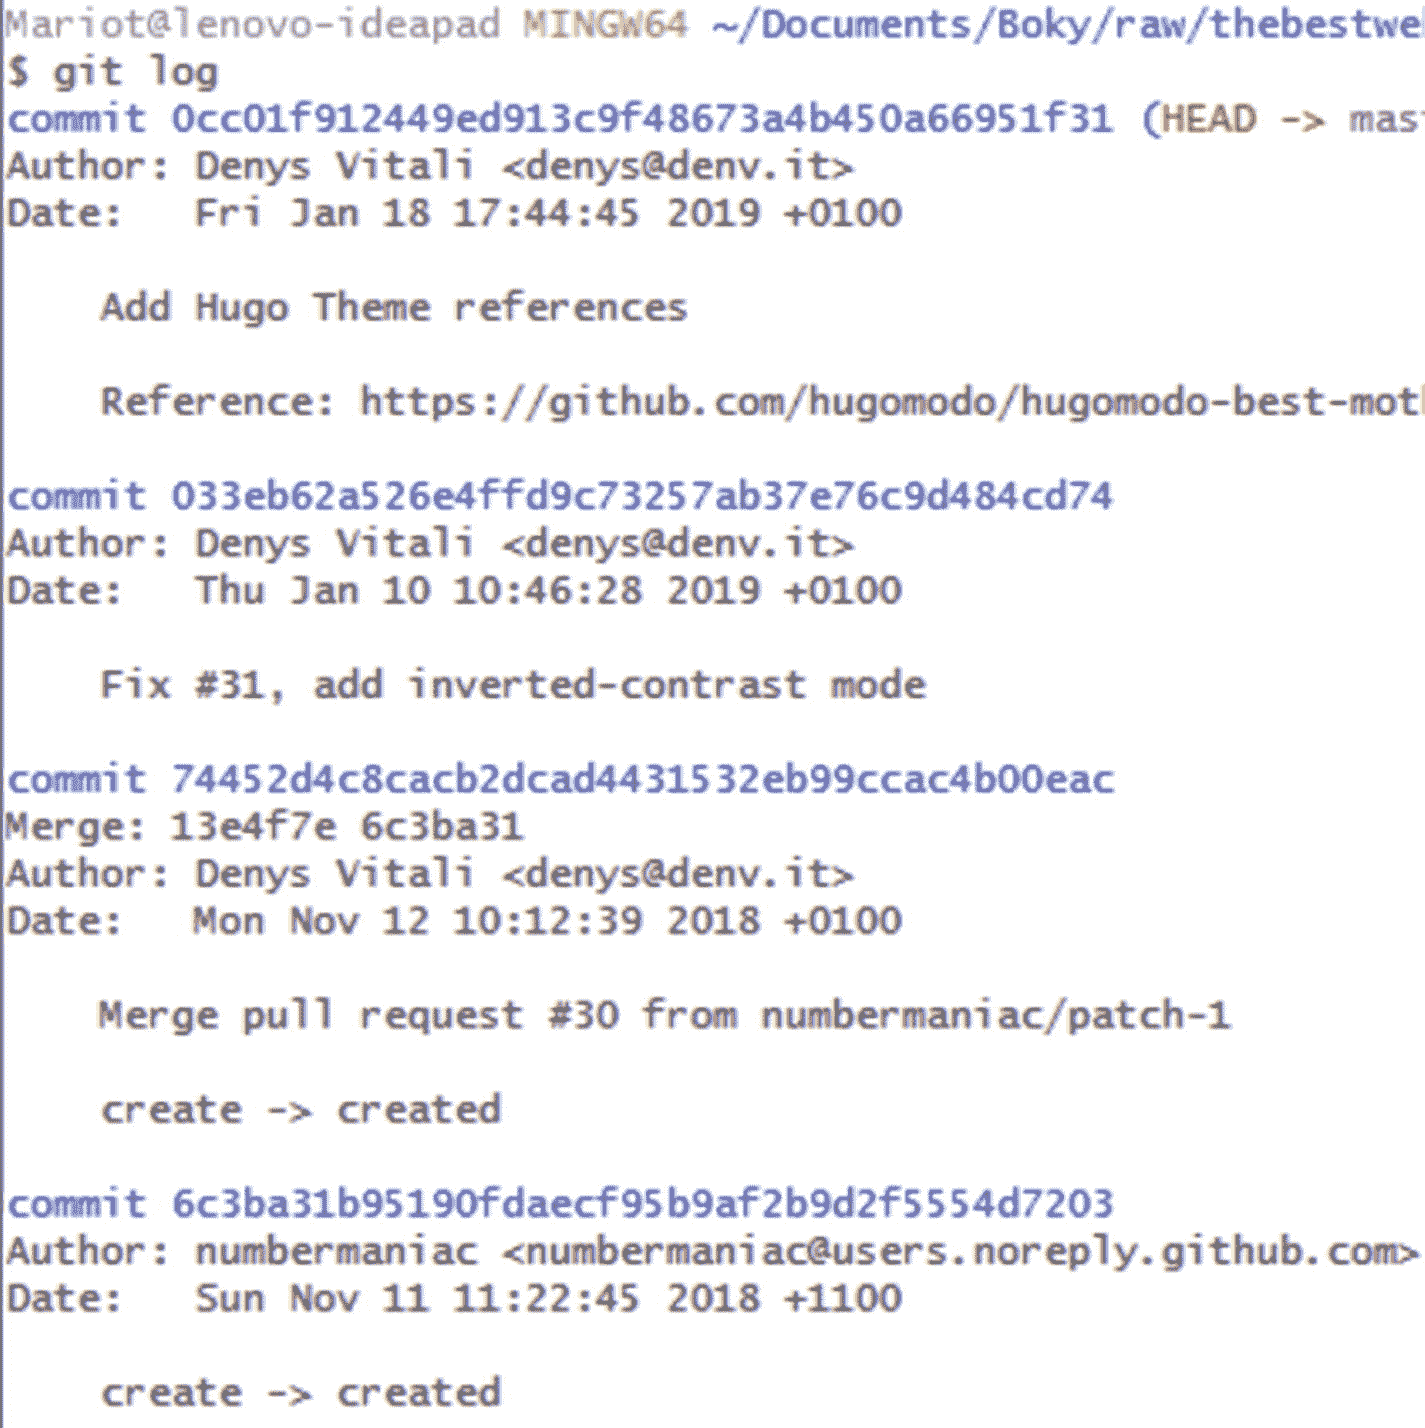 Mariot@lenovo-ideapad MINGW64 ~/Documents/Boky/raw/thebestwe
$ git log
commit 0cc01f912449ed913c9f48673a4b450a66951f31 (HEAD -> mas
Author: Denys Vitali <denys@denv.it>
Date:   Fri Jan 18 17:44:45 2019 +0100
Add Hugo Theme references
Reference: https://github.com/hugomodo/hugomodo-best-mot
commit 033eb62a526e4ffd9c73257ab37e76c9d484cd74
Author: Denys Vitali <denys@denv.it>
Date:   Thu Jan 10 10:46:28 2019 +0100
Fix #31, add inverted-contrast mode
commit 74452d4c8cacb2dcad4431532eb99ccac4b00eac
Merge: 13e4f7e 6c3ba31
Author: Denys Vitali <denys@denv.it>
Date:   Mon Nov 12 10:12:39 2018 +0100
Merge pull request #30 from numbermaniac/patch-1
create -> created
commit 6c3ba31b95190fdaecf95b9af2b9d2f5554d7203
Author: numbermaniac <numbermaniac@users.noreply.github.com>
Date:   Sun Nov 11 11:22:45 2018 +1100
create -> created